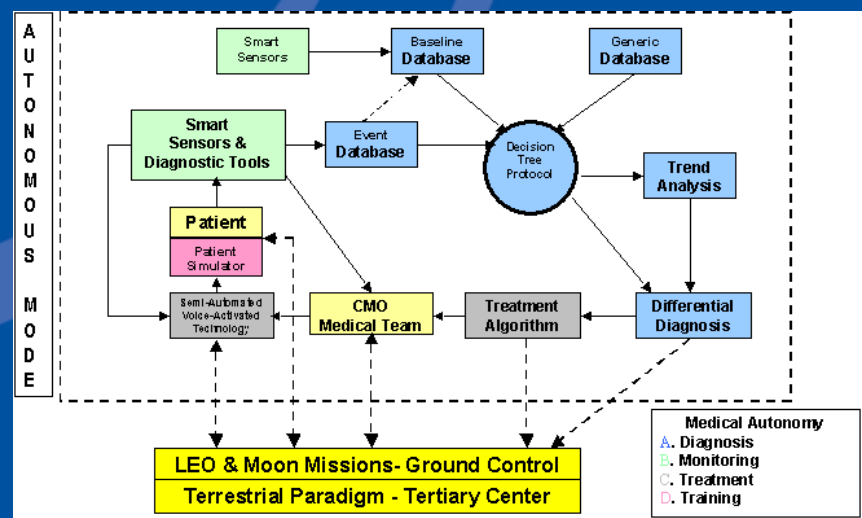 AUTONOMOUS MODE
Smart
Sensors
Baseline
Database
Generic
Database
Smart
Sensors &
Diagnostic Tools
Event
Database
Decision
Tree
Protocol
Trend
Analysis
Patient
Patient
Simulator
Semi-Automated
Voice-Activated
Technology
CMO
Medical Team
Treatment
Algorithm
Differential
Diagnosis
LEO & Moon Missions- Ground Control
Terrestrial Paradigm - Tertiary Center
Medical Autonomy
A. Diagnosis
B. Monitoring
C. Treatment
D. Training